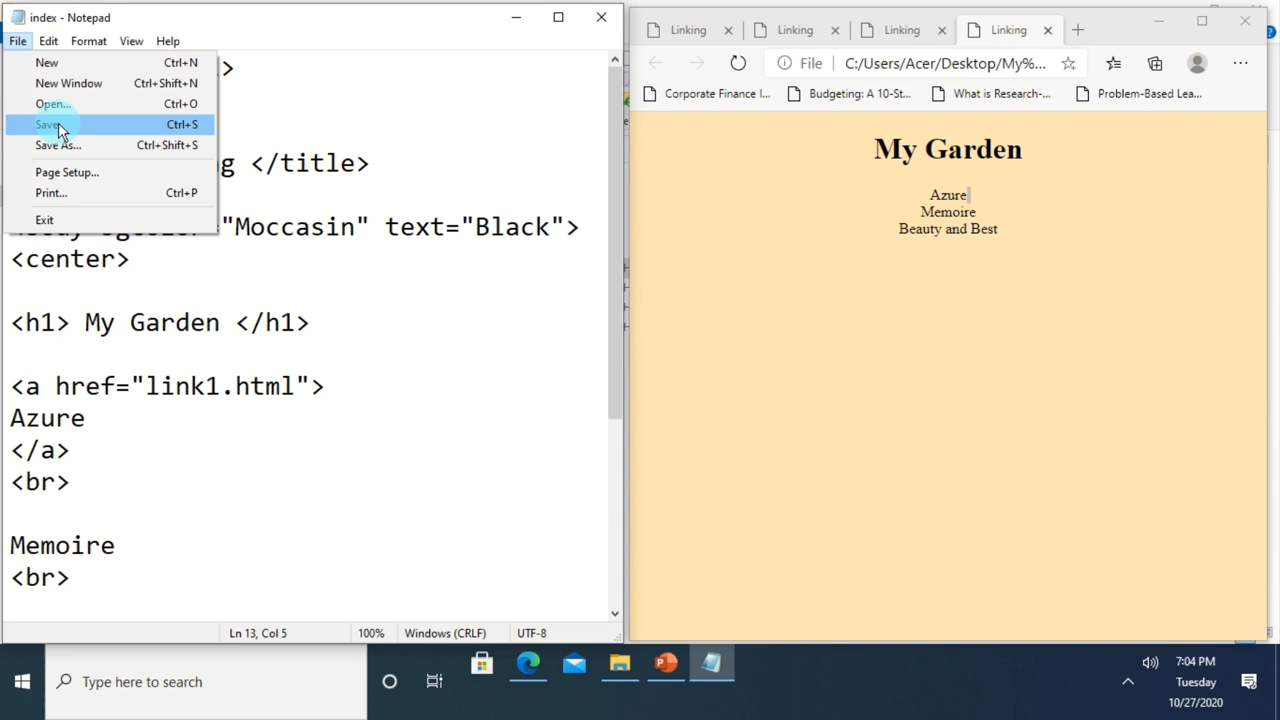 index - Notepad
File Edit Format View Help
New Ctrl+N
New Window Ctrl+Shift+N
Open... Ctrl+O
Save Ctrl+S
Save As... Ctrl+Shift+S
Page Setup...
Print... Ctrl+P
Exit
>
g </title>
="Moccasin" text="Black">
<center>
<h1> My Garden </h1>
<a href="link1.html">
Azure
</a>
<br>
Memoire
<br>
Ln 13, Col 5 100% Windows (CRLF) UTF-8
Linking Linking Linking Linking
File C:/Users/Acer/Desktop/My%...
Corporate Finance I... Budgeting: A 10-St... What is Research-... Problem-Based Lea...
My Garden
Azure
Memoire
Beauty and Best
Type here to search
7:04 PM
Tuesday
10/27/2020